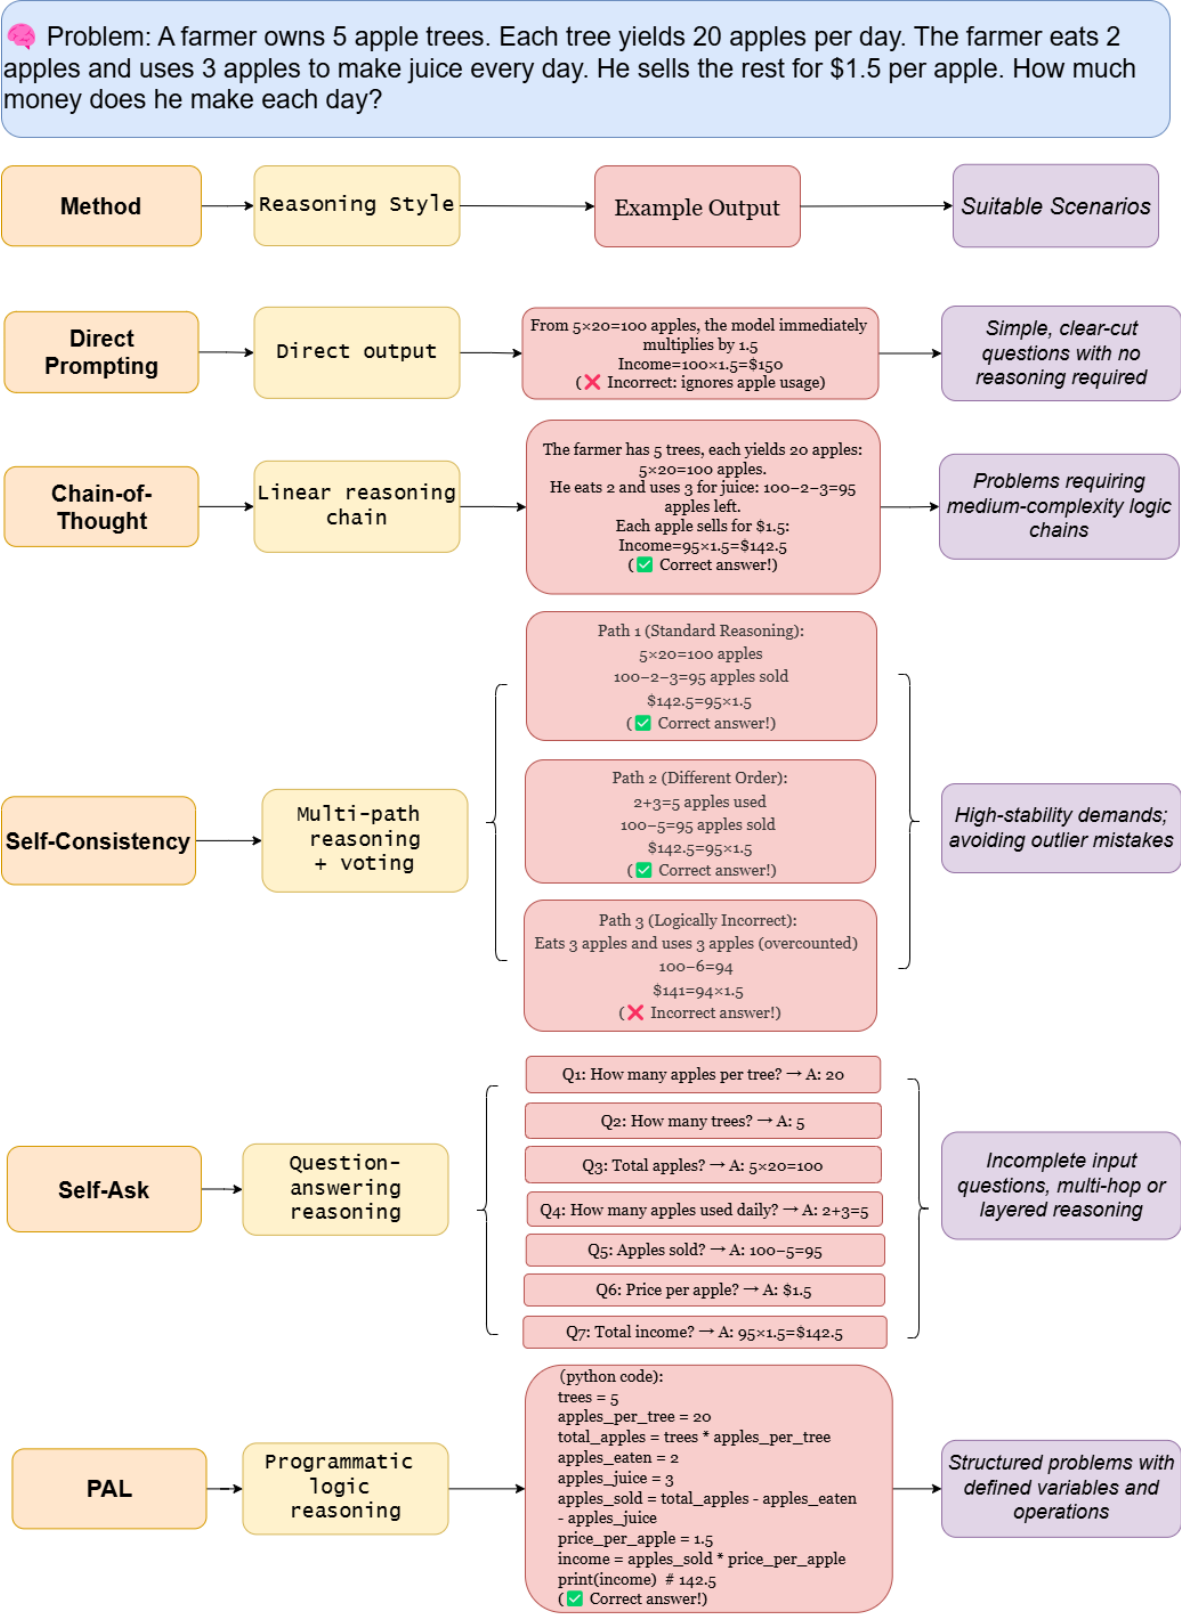 🧠 Problem: A farmer owns 5 apple trees. Each tree yields 20 apples per day. The farmer eats 2
apples and uses 3 apples to make juice every day. He sells the rest for $1.5 per apple. How much
money does he make each day?
Method
Reasoning Style
Example Output
Suitable Scenarios
Direct
Prompting
Direct output
From 5×20=100 apples, the model immediately
multiplies by 1.5
Income=100×1.5=$150
(❌ Incorrect: ignores apple usage)
Simple, clear-cut
questions with no
reasoning required
Chain-of-
Thought
Linear reasoning
chain
The farmer has 5 trees, each yields 20 apples:
5×20=100 apples.
He eats 2 and uses 3 for juice: 100−2−3=95
apples left.
Each apple sells for $1.5:
Income=95×1.5=$142.5
(✅ Correct answer!)
Problems requiring
medium-complexity logic
chains
Self-Consistency
Multi-path
reasoning
+ voting
Path 1 (Standard Reasoning):
5×20=100 apples
100−2−3=95 apples sold
$142.5=95×1.5
(✅ Correct answer!)
Path 2 (Different Order):
2+3=5 apples used
100−5=95 apples sold
$142.5=95×1.5
(✅ Correct answer!)
Path 3 (Logically Incorrect):
Eats 3 apples and uses 3 apples (overcounted)
100−6=94
$141=94×1.5
(❌ Incorrect answer!)
High-stability demands;
avoiding outlier mistakes
Self-Ask
Question-
answering
reasoning
Q1: How many apples per tree? → A: 20
Q2: How many trees? → A: 5
Q3: Total apples? → A: 5×20=100
Q4: How many apples used daily? → A: 2+3=5
Q5: Apples sold? → A: 100−5=95
Q6: Price per apple? → A: $1.5
Q7: Total income? → A: 95×1.5=$142.5
Incomplete input
questions, multi-hop or
layered reasoning
PAL
Programmatic
logic
reasoning
(python code):
trees = 5
apples_per_tree = 20
total_apples = trees * apples_per_tree
apples_eaten = 2
apples_juice = 3
apples_sold = total_apples - apples_eaten
- apples_juice
price_per_apple = 1.5
income = apples_sold * price_per_apple
print(income) # 142.5
(✅ Correct answer!)
Structured problems with
defined variables and
operations